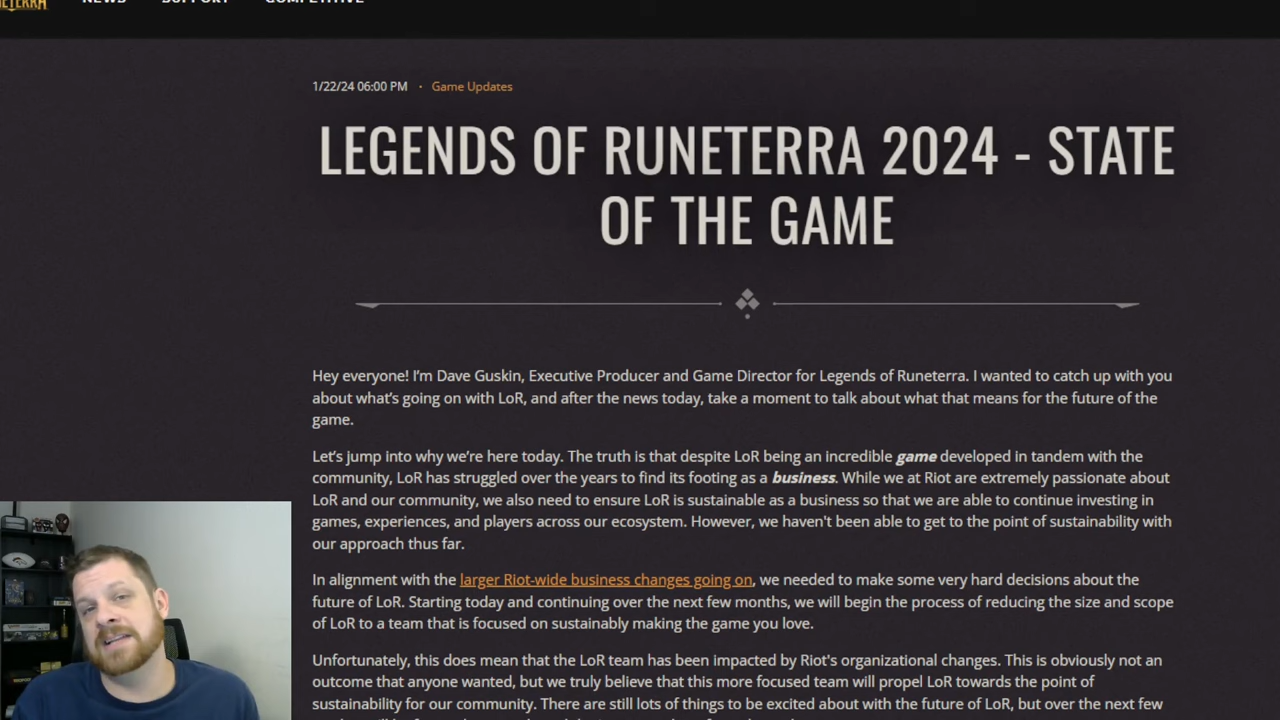 NEWS SUPPORT COMPETITIVE
1/22/24 06:00 PM · Game Updates
LEGENDS OF RUNETERRA 2024 - STATE
OF THE GAME
Hey everyone! I’m Dave Guskin, Executive Producer and Game Director for Legends of Runeterra. I wanted to catch up with you
about what’s going on with LoR, and after the news today, take a moment to talk about what that means for the future of the
game.
Let’s jump into why we’re here today. The truth is that despite LoR being an incredible game developed in tandem with the
community, LoR has struggled over the years to find its footing as a business. While we at Riot are extremely passionate about
LoR and our community, we also need to ensure LoR is sustainable as a business so that we are able to continue investing in
games, experiences, and players across our ecosystem. However, we haven't been able to get to the point of sustainability with
our approach thus far.
In alignment with the larger Riot-wide business changes going on, we needed to make some very hard decisions about the
future of LoR. Starting today and continuing over the next few months, we will begin the process of reducing the size and scope
of LoR to a team that is focused on sustainably making the game you love.
Unfortunately, this does mean that the LoR team has been impacted by Riot's organizational changes. This is obviously not an
outcome that anyone wanted, but we truly believe that this more focused team will propel LoR towards the point of
sustainability for our community. There are still lots of things to be excited about with the future of LoR, but over the next few